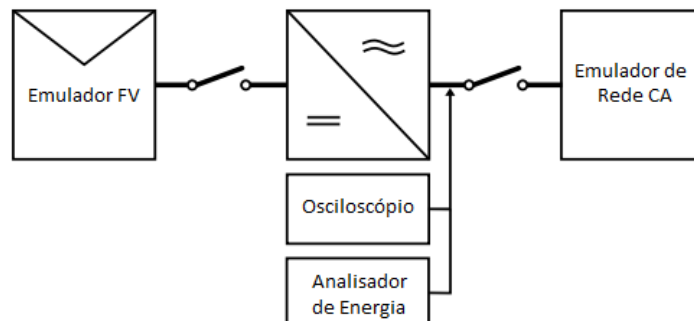 Emulador FV
Emulador de
Rede CA
Osciloscópio
Analisador
de Energia